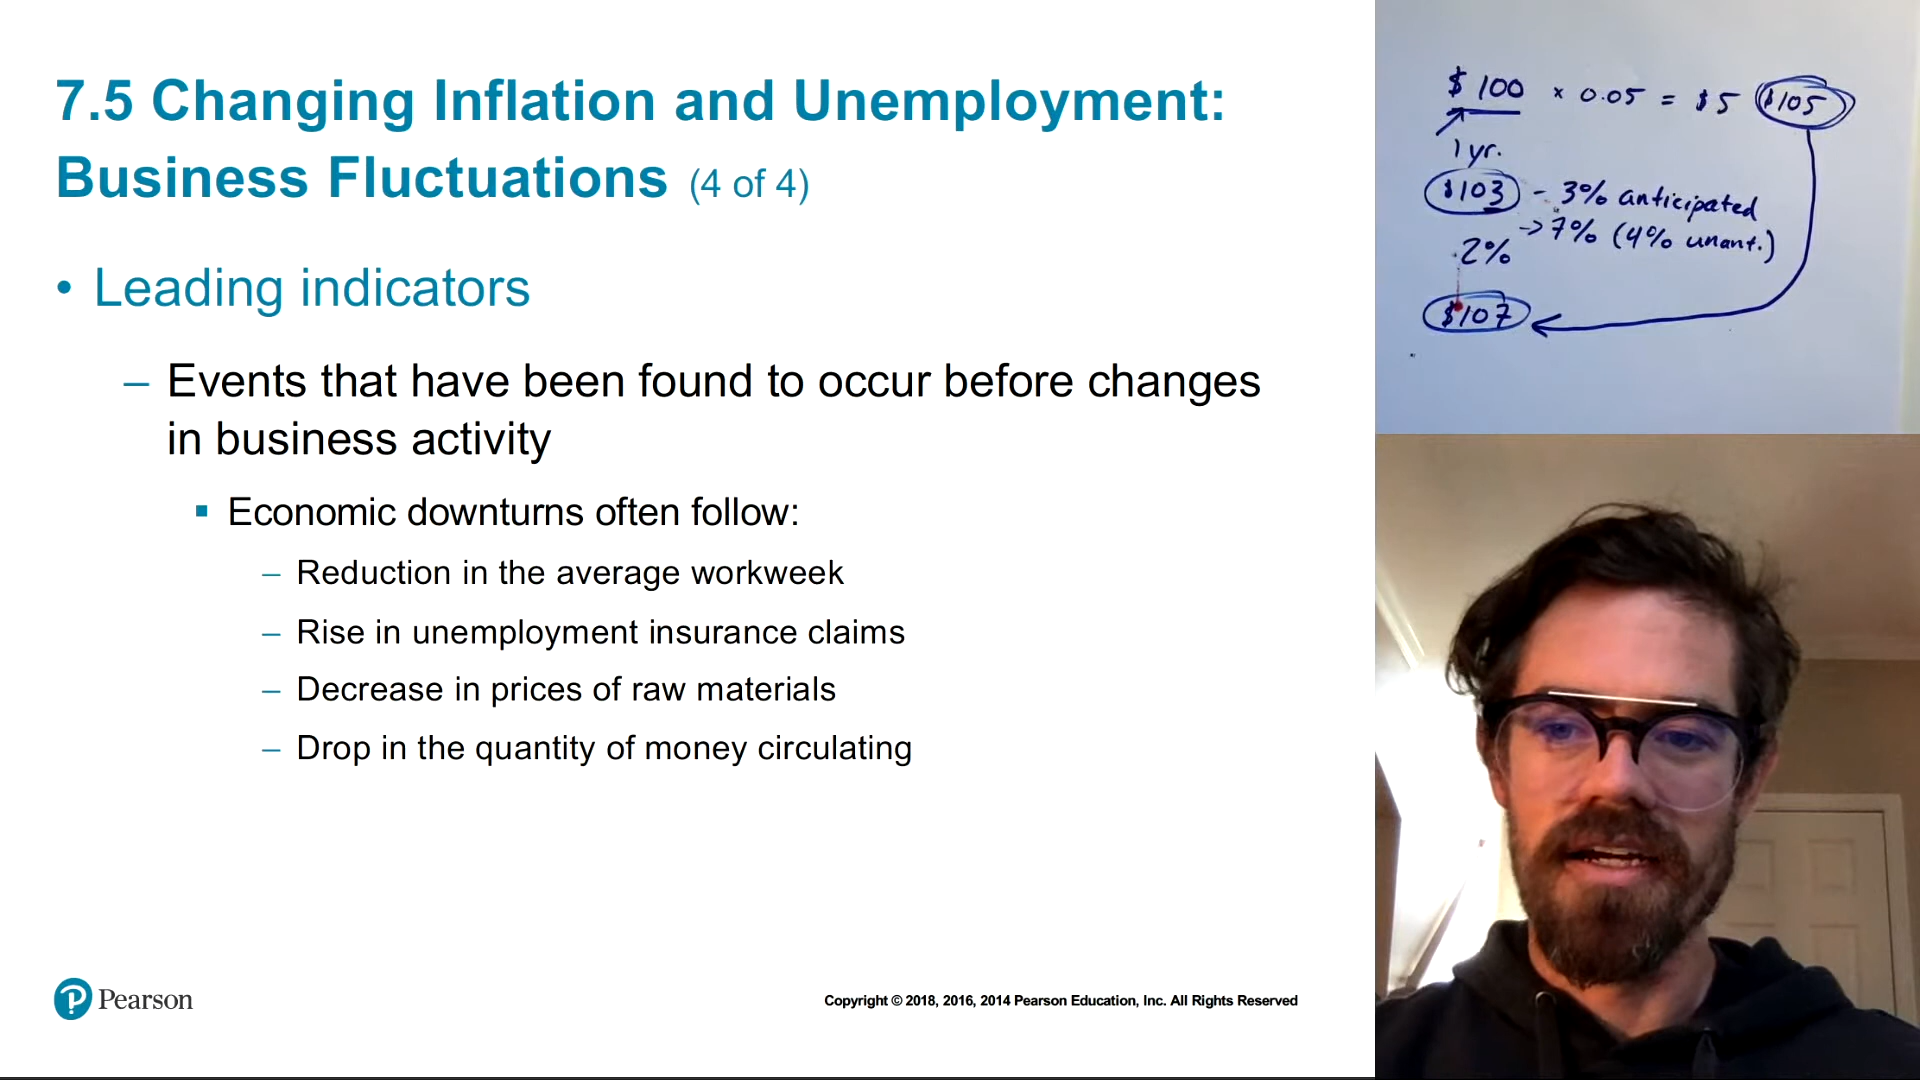 7.5 Changing Inflation and Unemployment:
Business Fluctuations (4 of 4)
• Leading indicators
– Events that have been found to occur before changes
in business activity
▪ Economic downturns often follow:
– Reduction in the average workweek
– Rise in unemployment insurance claims
– Decrease in prices of raw materials
– Drop in the quantity of money circulating
Pearson
Copyright © 2018, 2016, 2014 Pearson Education, Inc. All Rights Reserved
$100 × 0.05 = $5 $105
1 yr.
$103 - 3% anticipated
→ 7% (4% unant.)
2%
$107